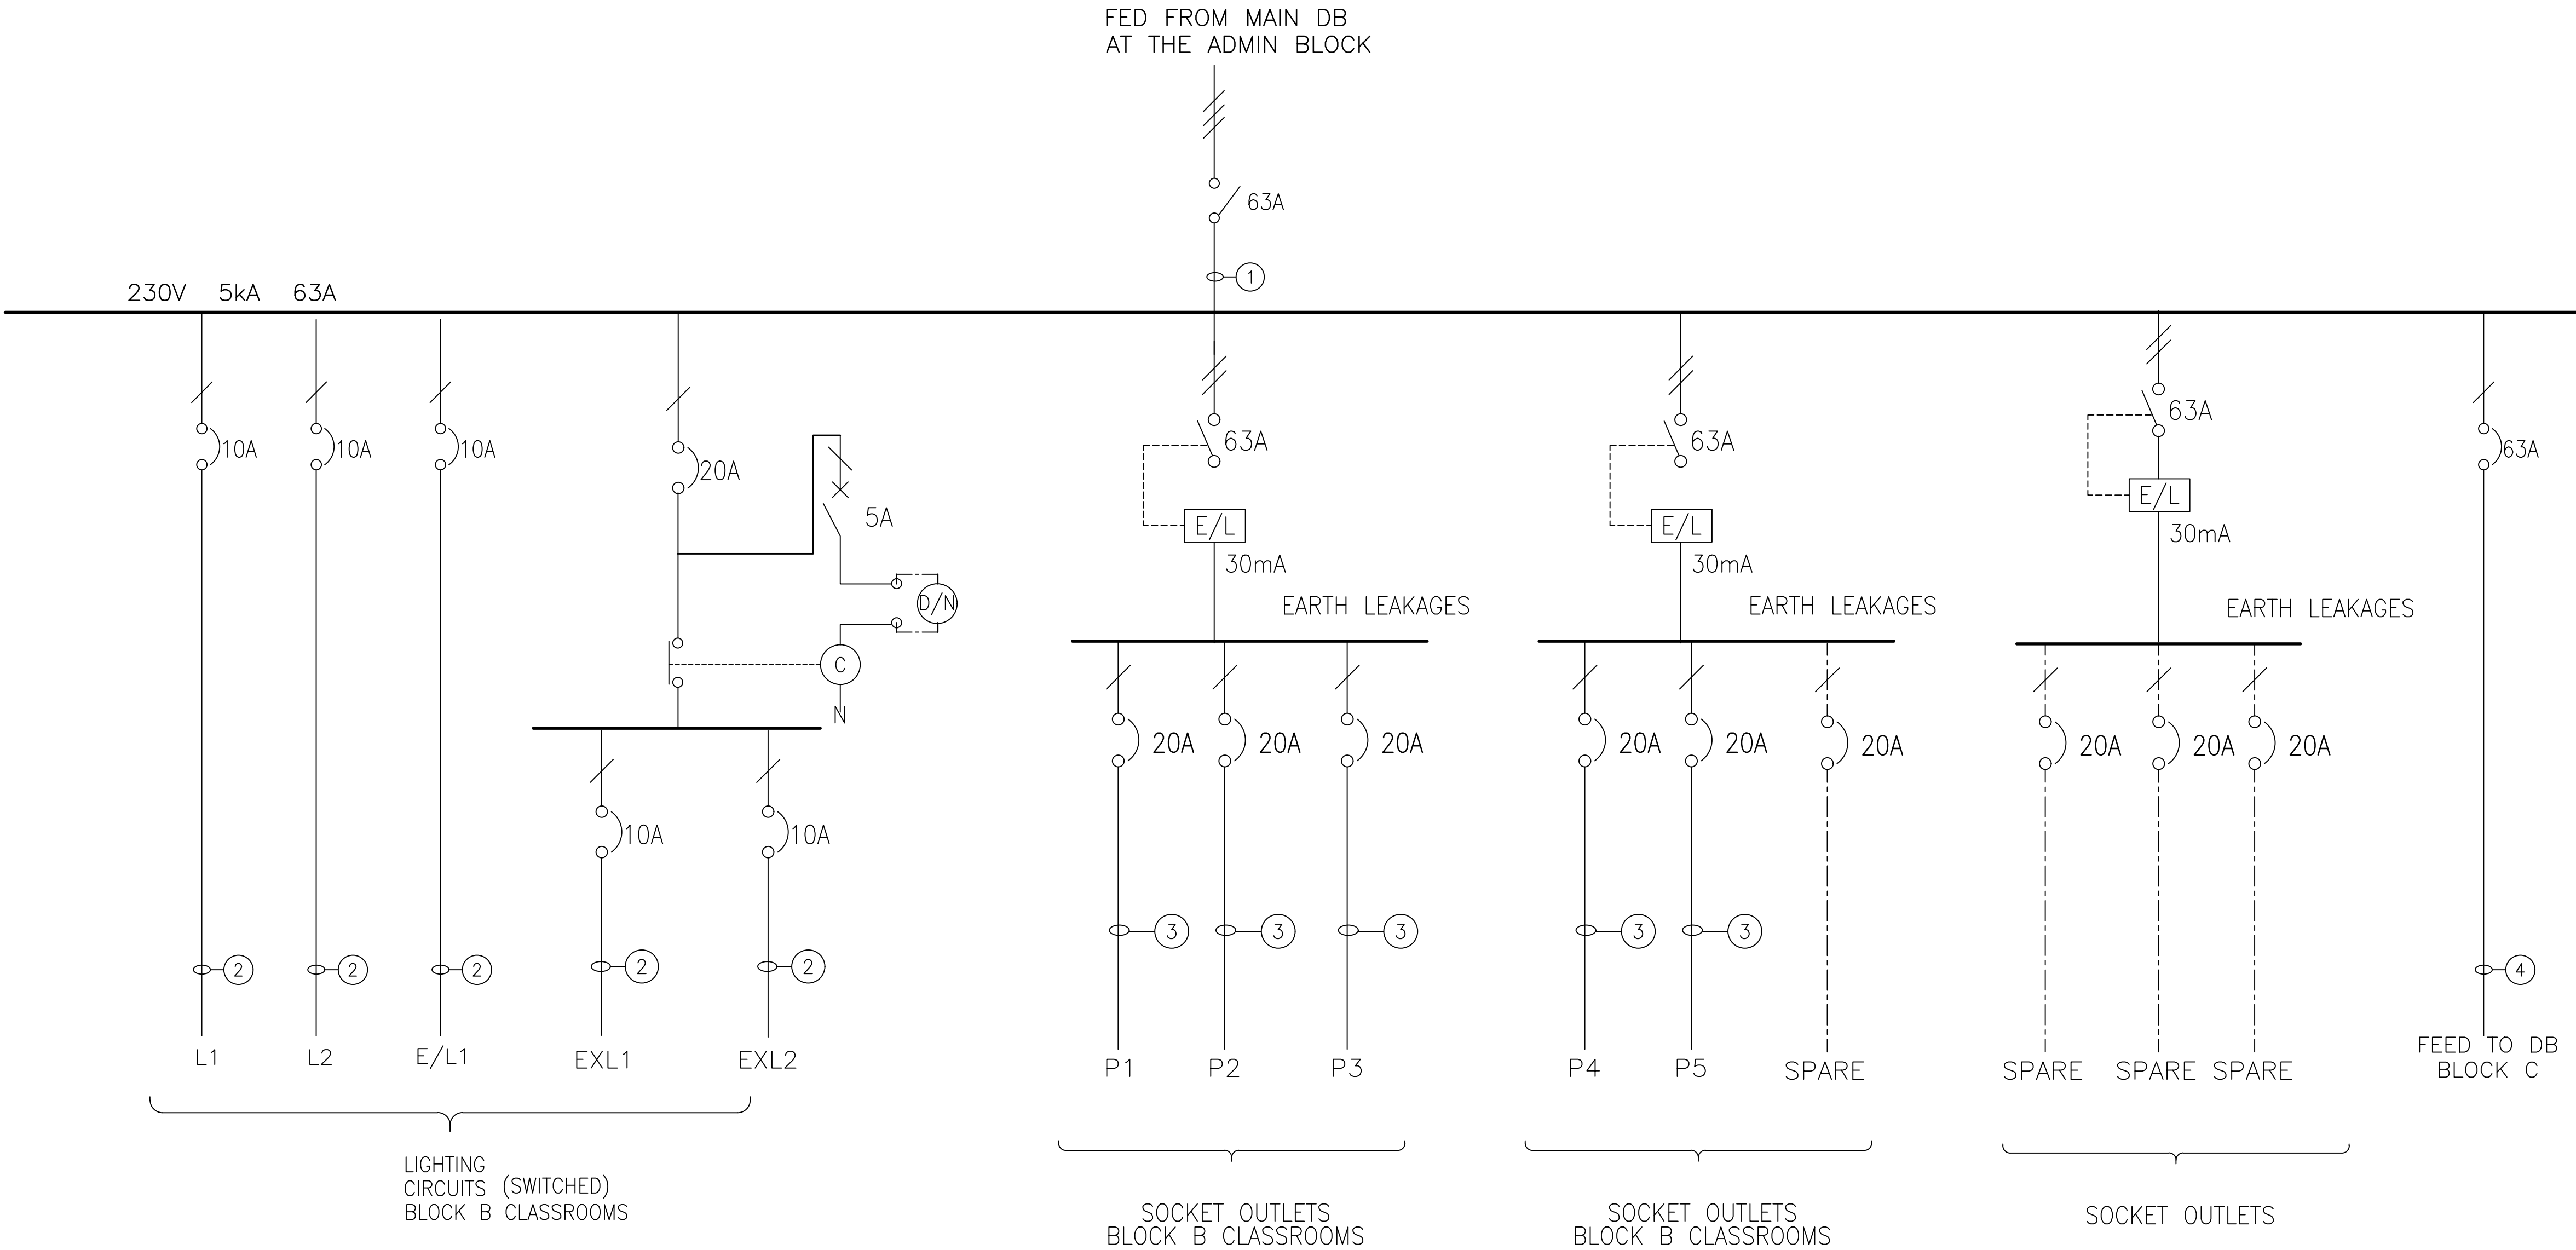 FED FROM MAIN DB
AT THE ADMIN BLOCK
63A
1
230V 5kA 63A
10A 10A 10A 20A 5A 63A 63A 63A 63A
E/L E/L E/L
30mA 30mA 30mA
D/N
EARTH LEAKAGES EARTH LEAKAGES EARTH LEAKAGES
C
N
20A 20A 20A 20A 20A 20A 20A 20A 20A
10A 10A
3 3 3 3 3
2 2 2 2 2 4
L1 L2 E/L1 EXL1 EXL2 P1 P2 P3 P4 P5 SPARE SPARE SPARE SPARE
FEED TO DB
BLOCK C
LIGHTING
CIRCUITS (SWITCHED)
BLOCK B CLASSROOMS
SOCKET OUTLETS
BLOCK B CLASSROOMS
SOCKET OUTLETS
BLOCK B CLASSROOMS
SOCKET OUTLETS